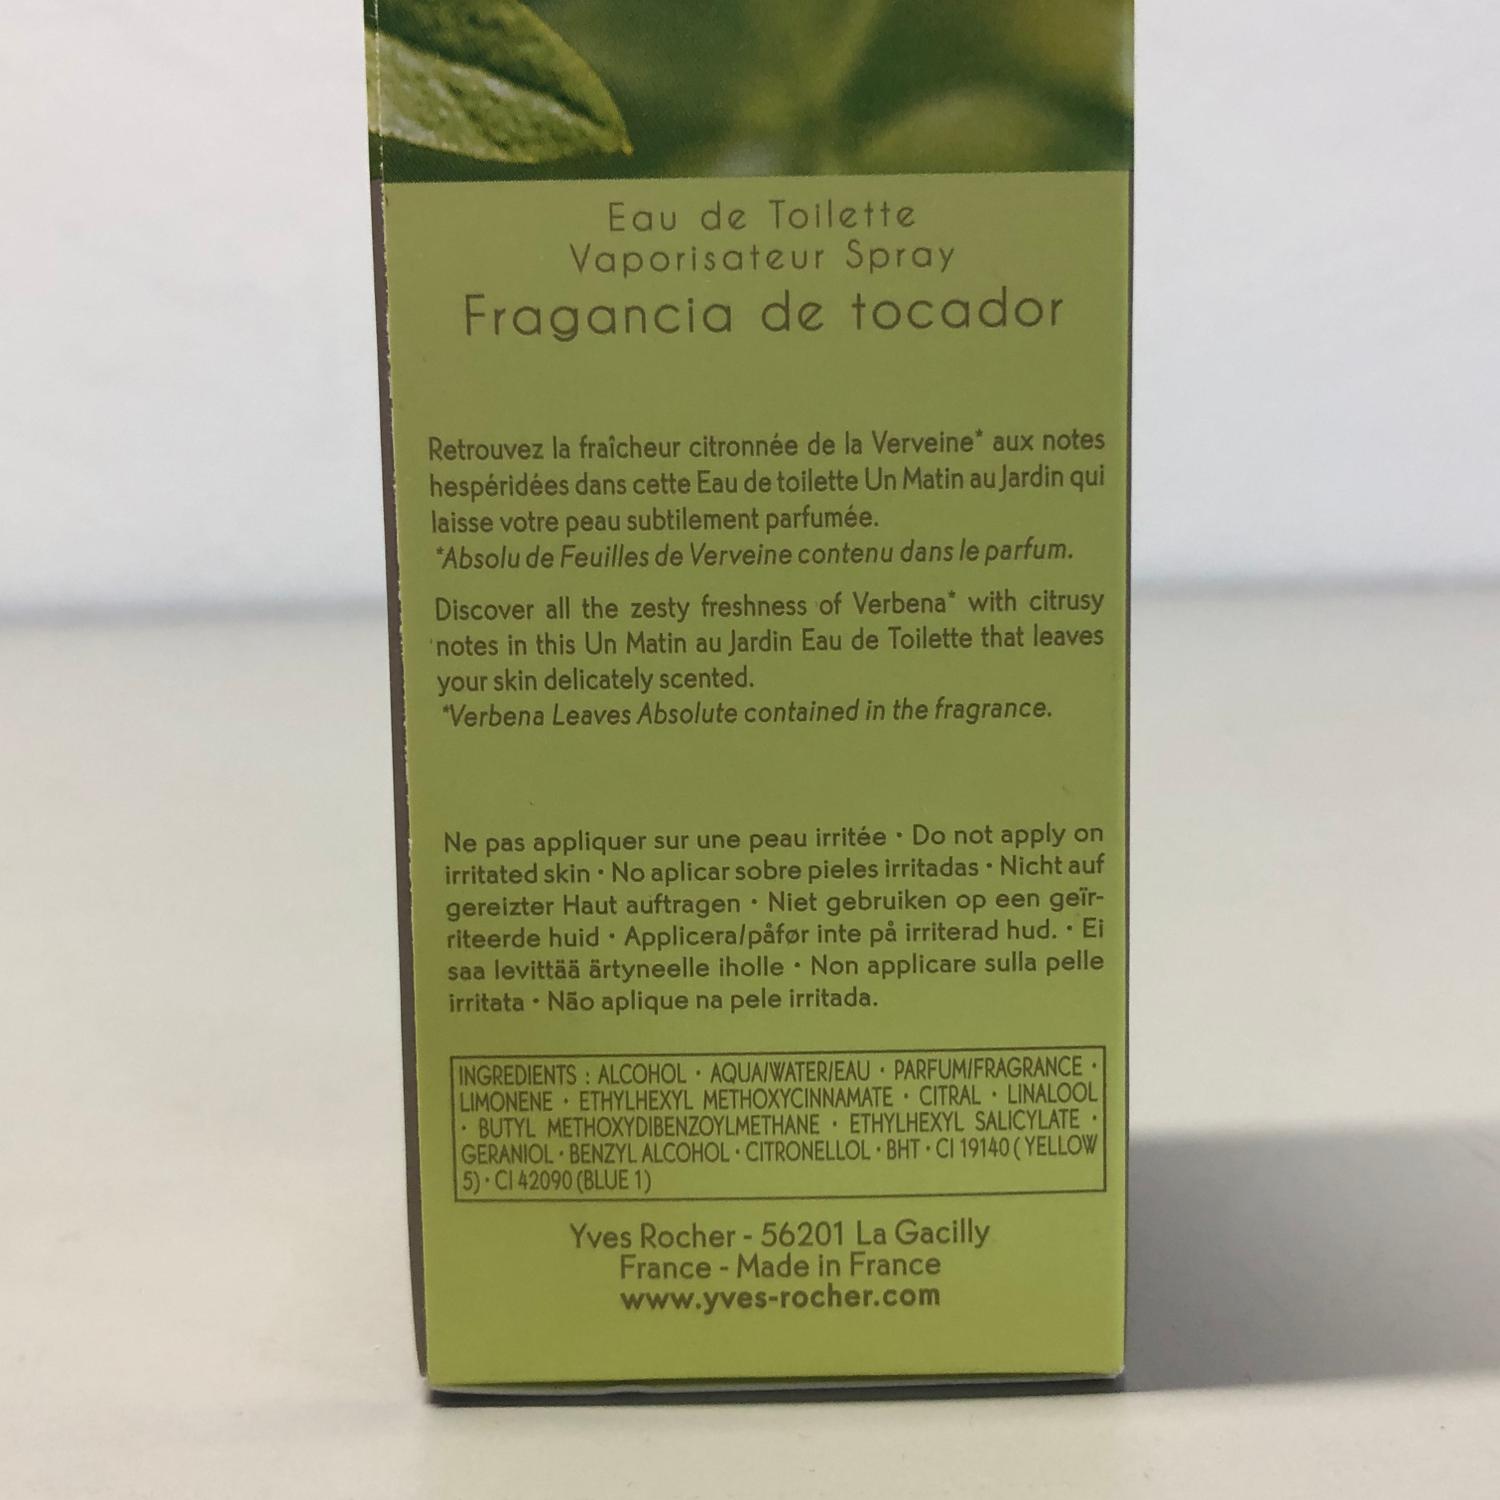 Eau de Toilette
Vaporisateur Spray
Fragancia de tocador
Retrouvez la fraîcheur citronnée de la Verveine* aux notes
hespéridées dans cette Eau de toilette Un Matin au Jardin qui
laisse votre peau subtilement parfumée.
*Absolu de Feuilles de Verveine contenu dans le parfum.
Discover all the zesty freshness of Verbena* with citrusy
notes in this Un Matin au Jardin Eau de Toilette that leaves
your skin delicately scented.
*Verbena Leaves Absolute contained in the fragrance.
Ne pas appliquer sur une peau irritée • Do not apply on
irritated skin • No aplicar sobre pieles irritadas • Nicht auf
gereizter Haut auftragen • Niet gebruiken op een geïr-
riteerde huid • Applicera/påfør inte på irriterad hud. • Ei
saa levittää ärtyneelle iholle • Non applicare sulla pelle
irritata • Não aplique na pele irritada.
INGREDIENTS : ALCOHOL • AQUA/WATER/EAU • PARFUM/FRAGRANCE •
LIMONENE • ETHYLHEXYL METHOXYCINNAMATE • CITRAL • LINALOOL
• BUTYL METHOXYDIBENZOYLMETHANE • ETHYLHEXYL SALICYLATE •
GERANIOL • BENZYL ALCOHOL • CITRONELLOL • BHT • CI 19140 ( YELLOW
5) • CI 42090 (BLUE 1)
Yves Rocher - 56201 La Gacilly
France - Made in France
www.yves-rocher.com